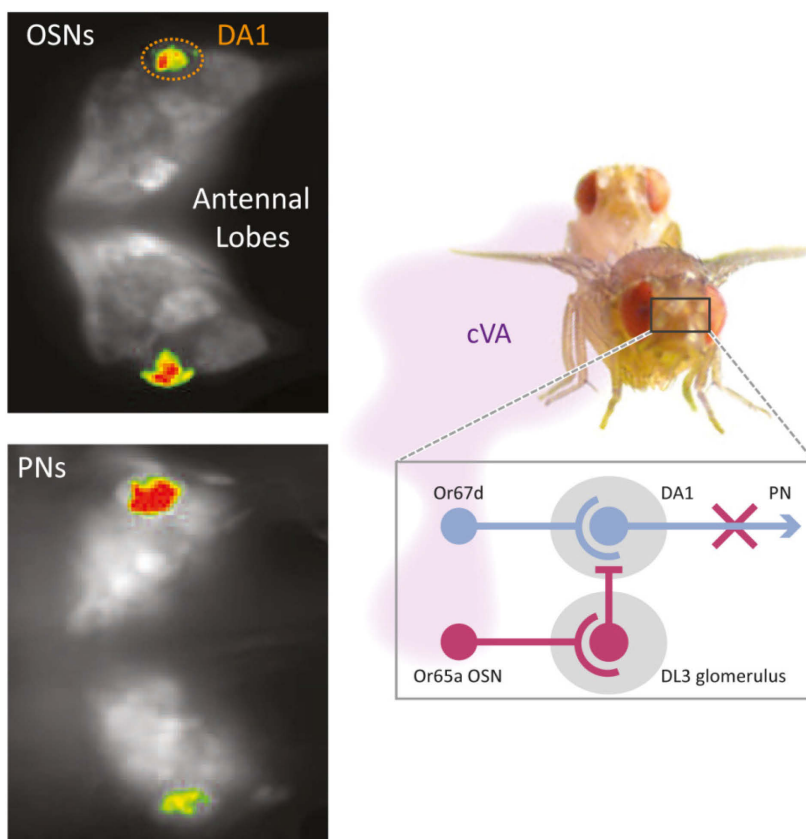 OSNs
DA1
Antennal
Lobes
PNs
cVA
Or67d
DA1
PN
Or65a OSN
DL3 glomerulus